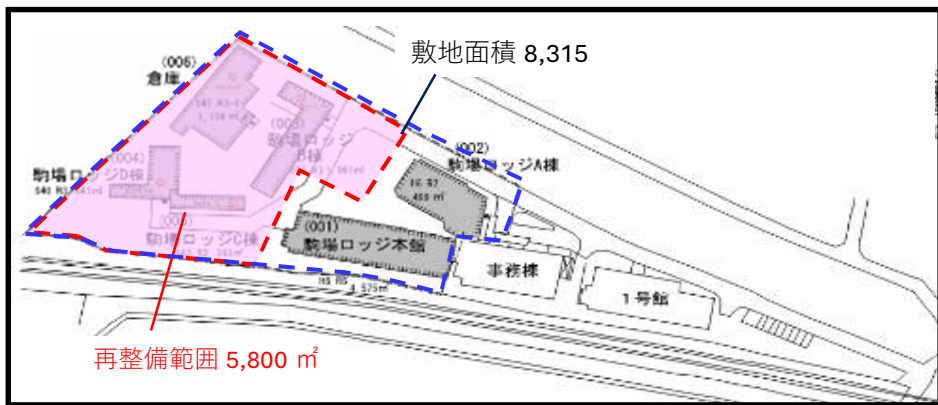 敷地面積 8,315
(006)
倉庫
(003)
駒場ロッジ
B棟
(002)
駒場ロッジA棟
(004)
駒場ロッジD棟
駒場ロッジC棟
(001)
駒場ロッジ本館
4,575㎡
事務棟
1号館
再整備範囲 5,800 ㎡